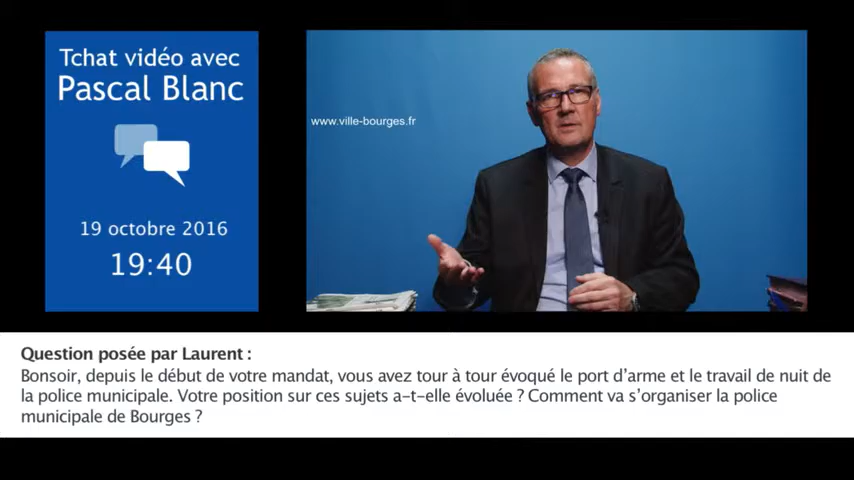 Tchat vidéo avec
Pascal Blanc
19 octobre 2016
19:40
www.ville-bourges.fr
Question posée par Laurent :
Bonsoir, depuis le début de votre mandat, vous avez tour à tour évoqué le port d'arme et le travail de nuit de
la police municipale. Votre position sur ces sujets a-t-elle évoluée ? Comment va s'organiser la police
municipale de Bourges ?